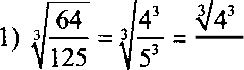 1) ∛(64/125) = ∛(4³/5³) = ∛4³